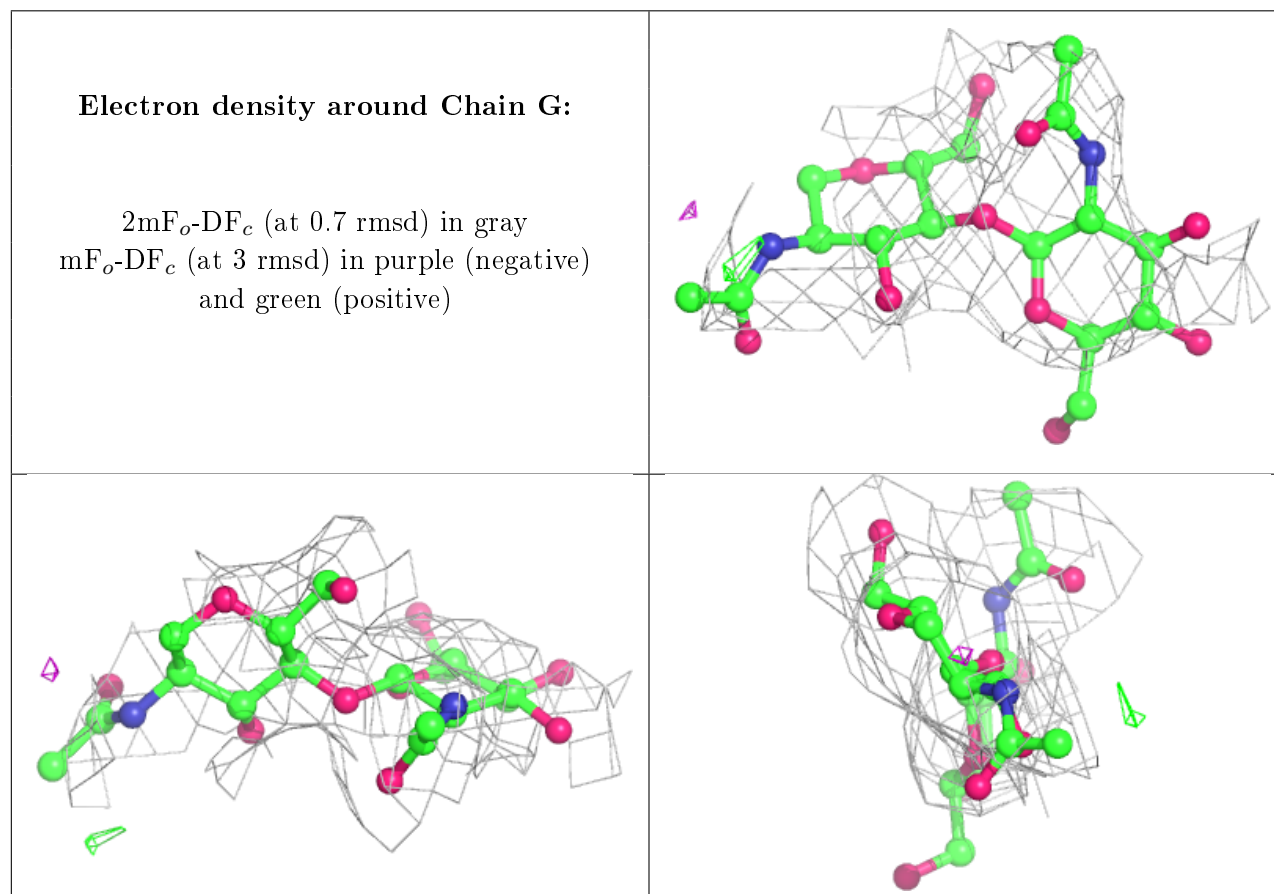 Electron density around Chain G:
2mFo-DFc (at 0.7 rmsd) in gray
mFo-DFc (at 3 rmsd) in purple (negative)
and green (positive)